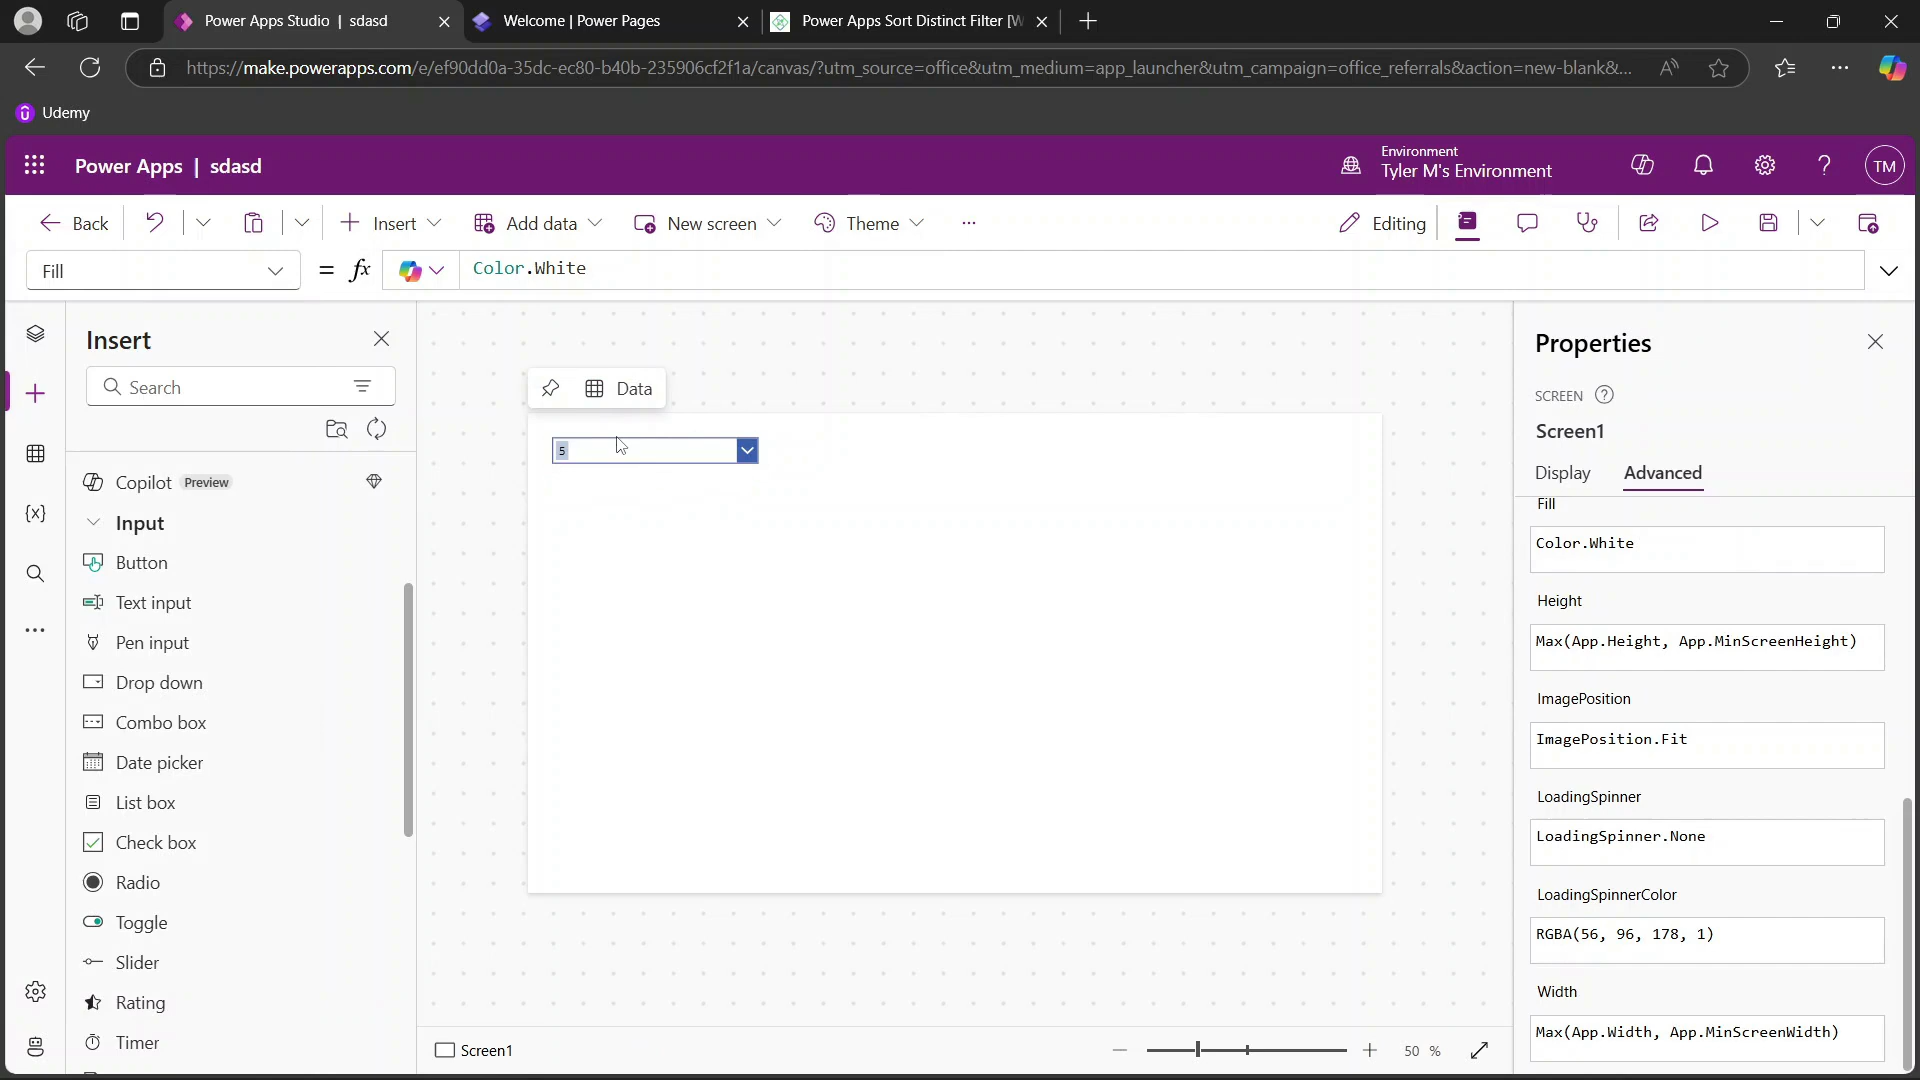 Power Apps Studio | sdasd
Welcome | Power Pages
Power Apps Sort Distinct Filter [W
https://make.powerapps.com/e/ef90dd0a-35dc-ec80-b40b-235906cf2f1a/canvas/?utm_source=office&utm_medium=app_launcher&utm_campaign=office_referrals&action=new-blank&...
Udemy
Power Apps | sdasd
Environment
Tyler M's Environment
TM
Back
Insert
Add data
New screen
Theme
Editing
Fill
= fx
Color.White
Insert
Search
Copilot Preview
Input
Button
Text input
Pen input
Drop down
Combo box
Date picker
List box
Check box
Radio
Toggle
Slider
Rating
Timer
Data
5
Screen1
50 %
Properties
SCREEN
Screen1
Display
Advanced
Fill
Color.White
Height
Max(App.Height, App.MinScreenHeight)
ImagePosition
ImagePosition.Fit
LoadingSpinner
LoadingSpinner.None
LoadingSpinnerColor
RGBA(56, 96, 178, 1)
Width
Max(App.Width, App.MinScreenWidth)